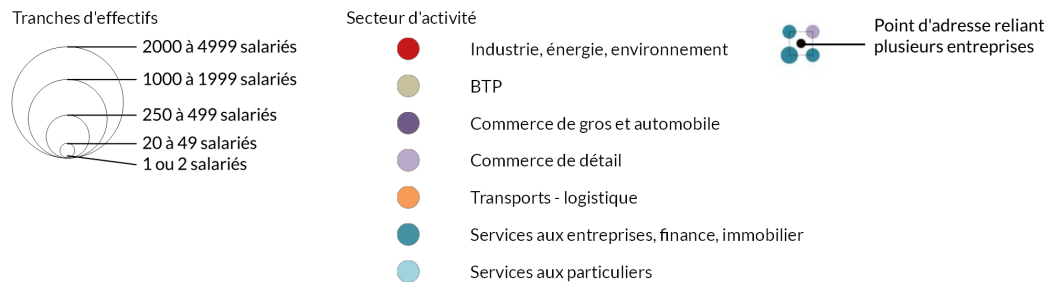 Tranches d'effectifs
2000 à 4999 salariés
1000 à 1999 salariés
250 à 499 salariés
20 à 49 salariés
1 ou 2 salariés
Secteur d'activité
Industrie, énergie, environnement
BTP
Commerce de gros et automobile
Commerce de détail
Transports - logistique
Services aux entreprises, finance, immobilier
Services aux particuliers
Point d'adresse reliant
plusieurs entreprises